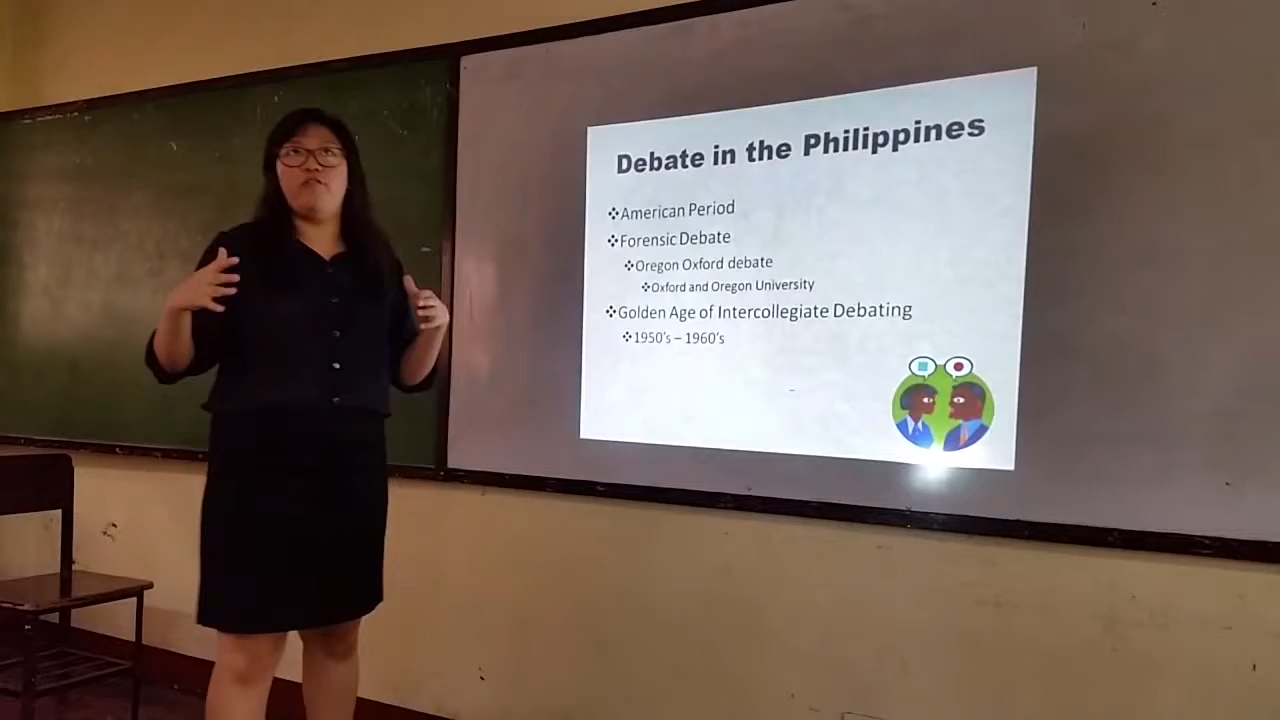 Debate in the Philippines
❖American Period
❖Forensic Debate
❖Oregon Oxford debate
❖Oxford and Oregon University
❖Golden Age of Intercollegiate Debating
❖1950's – 1960's